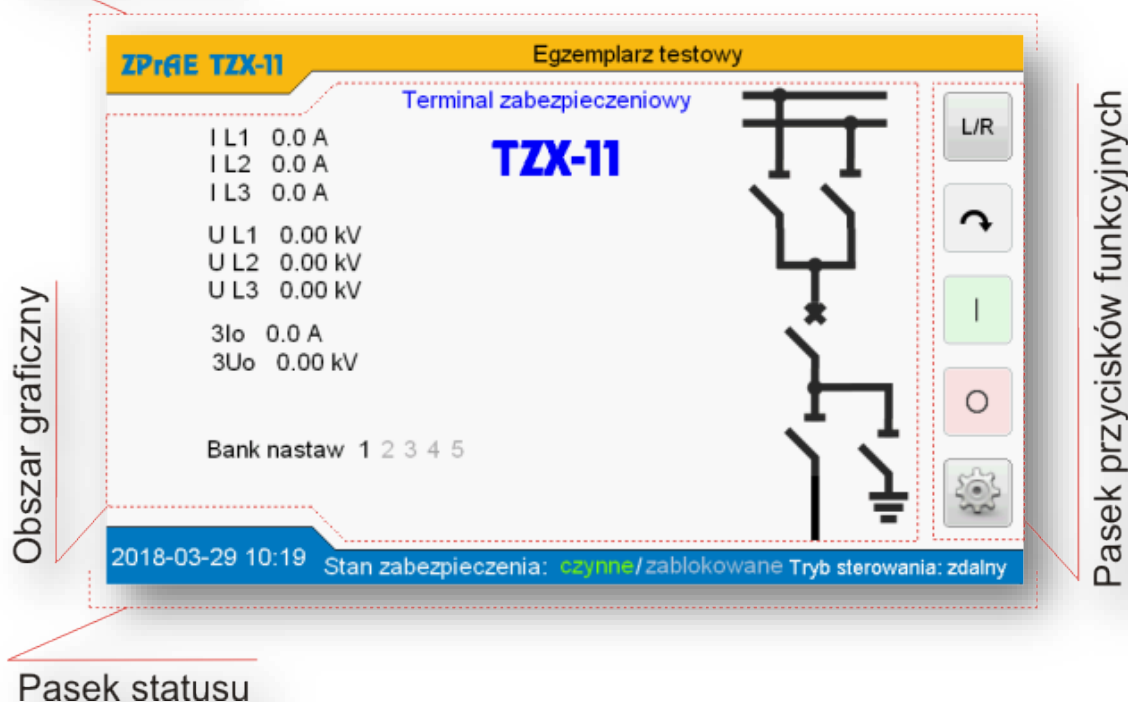 ZPrAE TZX-11
Egzemplarz testowy
Terminal zabezpieczeniowy
TZX-11
I L1 0.0 A
I L2 0.0 A
I L3 0.0 A
U L1 0.00 kV
U L2 0.00 kV
U L3 0.00 kV
3Io 0.0 A
3Uo 0.00 kV
Bank nastaw 1 2 3 4 5
L/R
I
O
2018-03-29 10:19
Stan zabezpieczenia: czynne/zablokowane Tryb sterowania: zdalny
Obszar graficzny
Pasek przycisków funkcyjnych
Pasek statusu